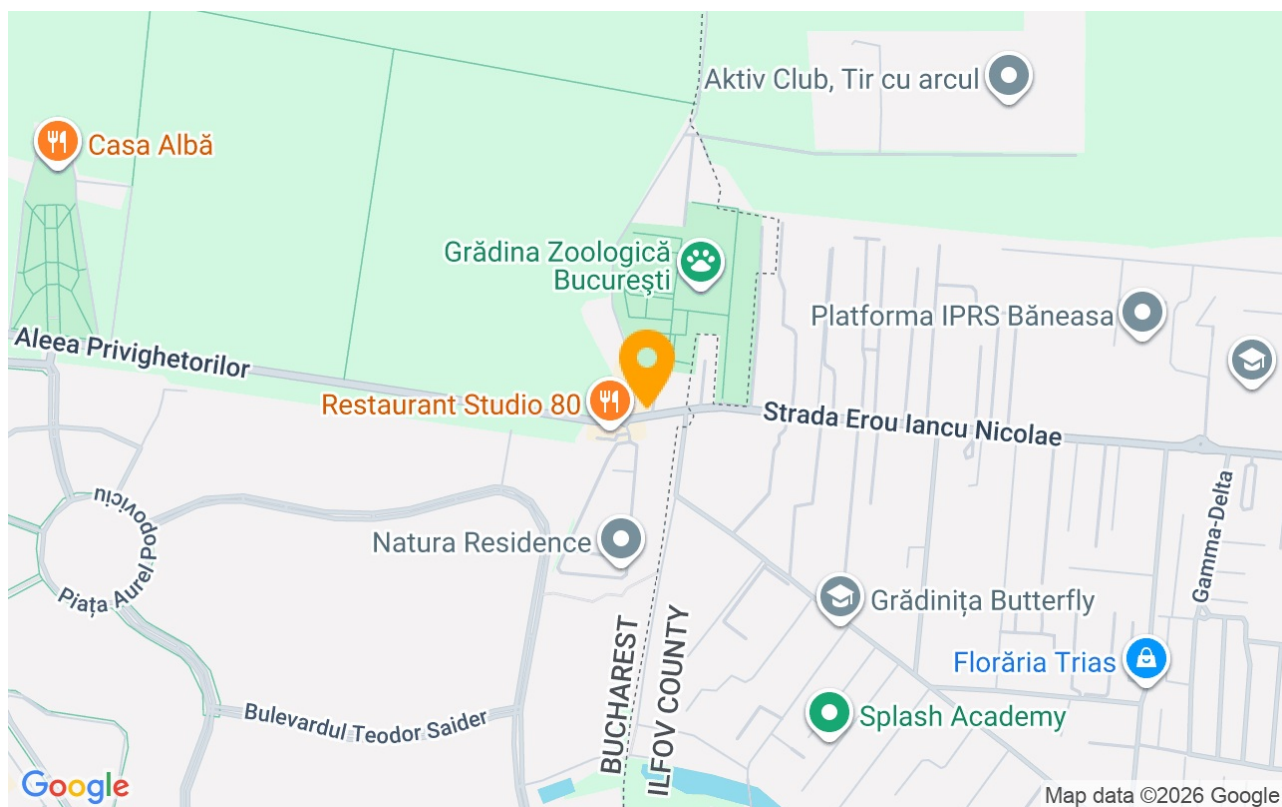 Aktiv Club, Tir cu arcul
Casa Albă
Grădina Zoologică
București
Platforma IPRS Băneasa
Aleea Privighetorilor
Restaurant Studio 80
Strada Erou Iancu Nicolae
Gamma-Delta
Piața Aurel Popoviciu
Natura Residence
Grădinița Butterfly
BUCHAREST
ILFOV COUNTY
Florăria Trias
Bulevardul Teodor Saider
Splash Academy
Google
Map data ©2026 Google